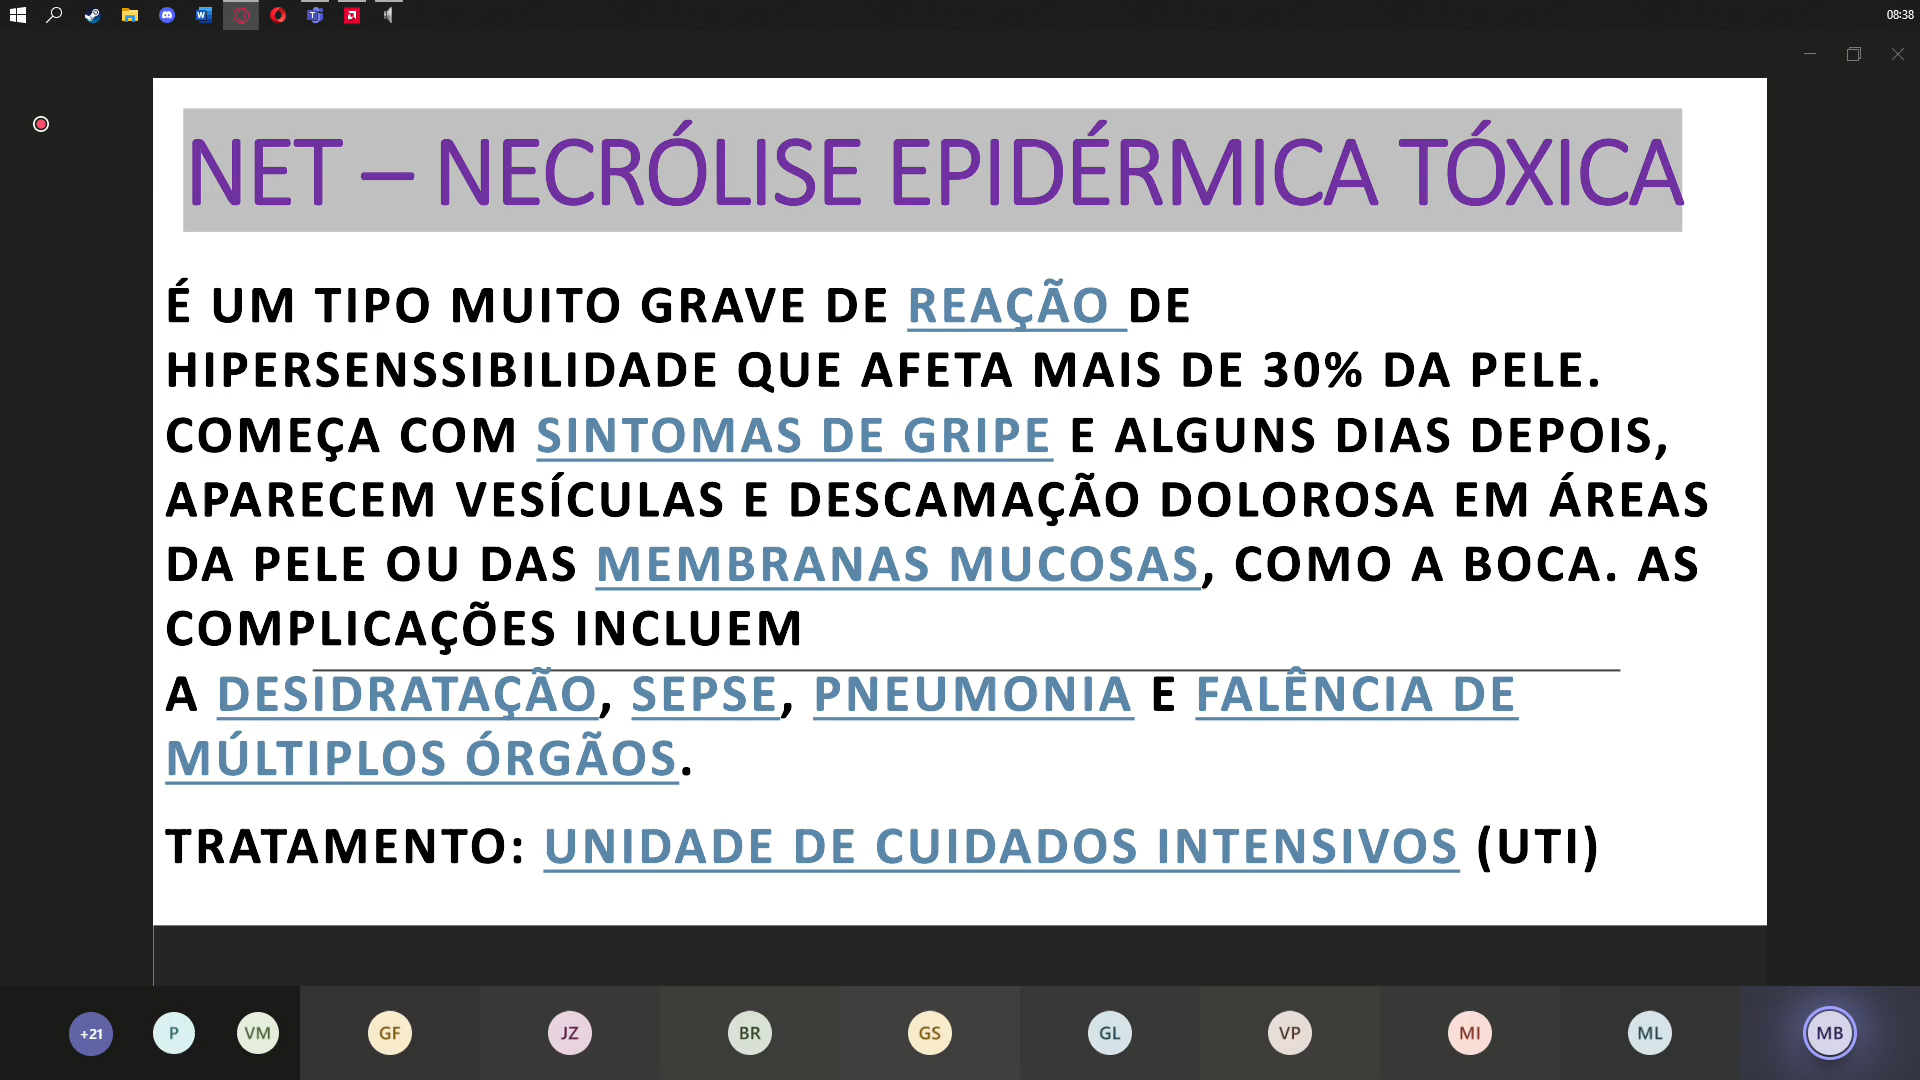 08:38
NET – NECRÓLISE EPIDÉRMICA TÓXICA
É UM TIPO MUITO GRAVE DE REAÇÃO DE
HIPERSENSSIBILIDADE QUE AFETA MAIS DE 30% DA PELE.
COMEÇA COM SINTOMAS DE GRIPE E ALGUNS DIAS DEPOIS,
APARECEM VESÍCULAS E DESCAMAÇÃO DOLOROSA EM ÁREAS
DA PELE OU DAS MEMBRANAS MUCOSAS, COMO A BOCA. AS
COMPLICAÇÕES INCLUEM
A DESIDRATAÇÃO, SEPSE, PNEUMONIA E FALÊNCIA DE
MÚLTIPLOS ÓRGÃOS.
TRATAMENTO: UNIDADE DE CUIDADOS INTENSIVOS (UTI)
+21 P VM GF JZ BR GS GL VP MI ML MB